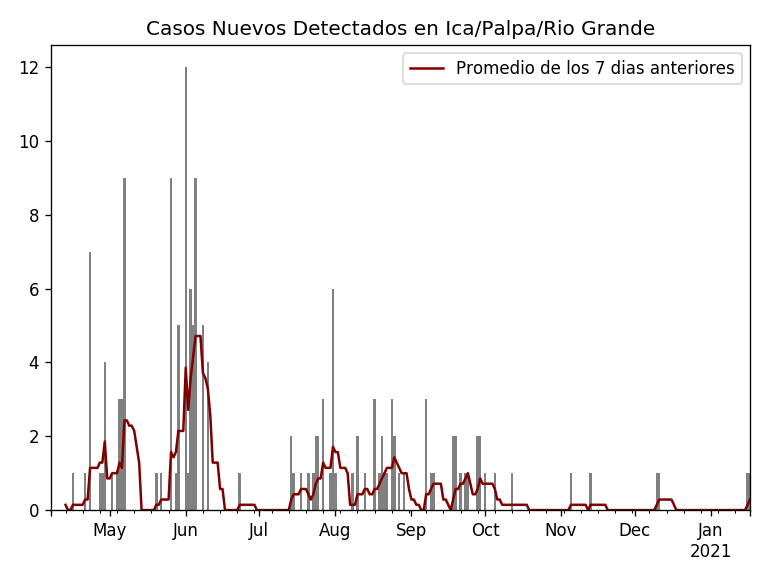 Casos Nuevos Detectados en Ica/Palpa/Rio Grande
Promedio de los 7 dias anteriores
12
10
8
6
4
2
0
May Jun Jul Aug Sep Oct Nov Dec Jan
2021